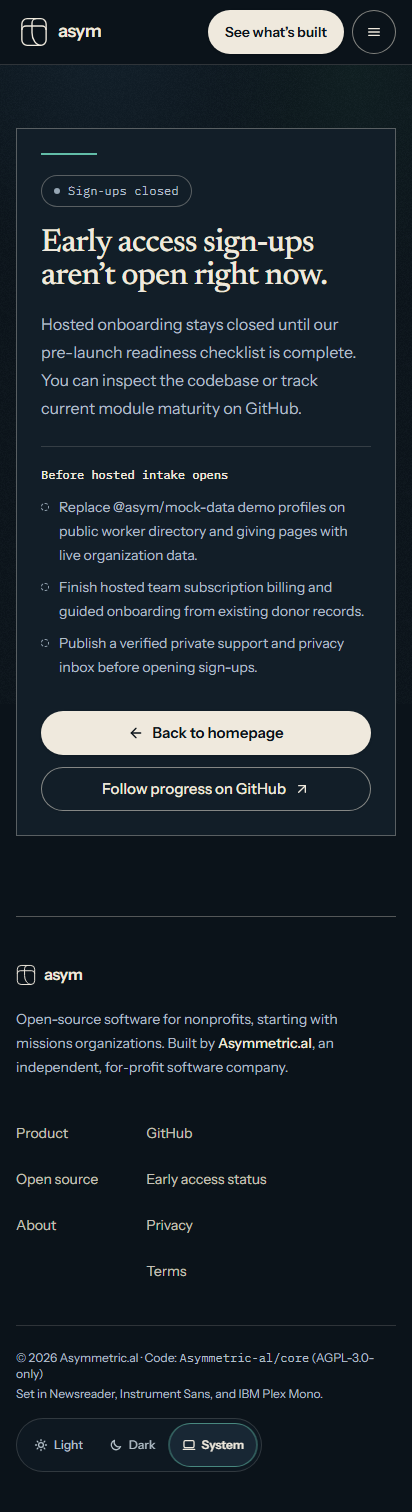 asym
See what's built
Sign-ups closed
Early access sign-ups
aren't open right now.
Hosted onboarding stays closed until our
pre-launch readiness checklist is complete.
You can inspect the codebase or track
current module maturity on GitHub.
Before hosted intake opens
Replace @asym/mock-data demo profiles on
public worker directory and giving pages with
live organization data.
Finish hosted team subscription billing and
guided onboarding from existing donor records.
Publish a verified private support and privacy
inbox before opening sign-ups.
← Back to homepage
Follow progress on GitHub ↗
asym
Open-source software for nonprofits, starting with
missions organizations. Built by Asymmetric.al, an
independent, for-profit software company.
Product
Open source
About
GitHub
Early access status
Privacy
Terms
© 2026 Asymmetric.al · Code: Asymmetric-al/core (AGPL-3.0-
only)
Set in Newsreader, Instrument Sans, and IBM Plex Mono.
Light Dark System